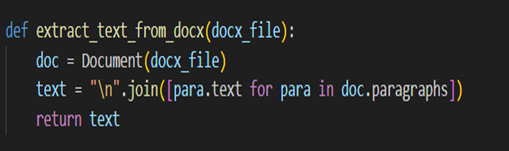 def extract_text_from_docx(docx_file):
    doc = Document(docx_file)
    text = "\n".join([para.text for para in doc.paragraphs])
    return text